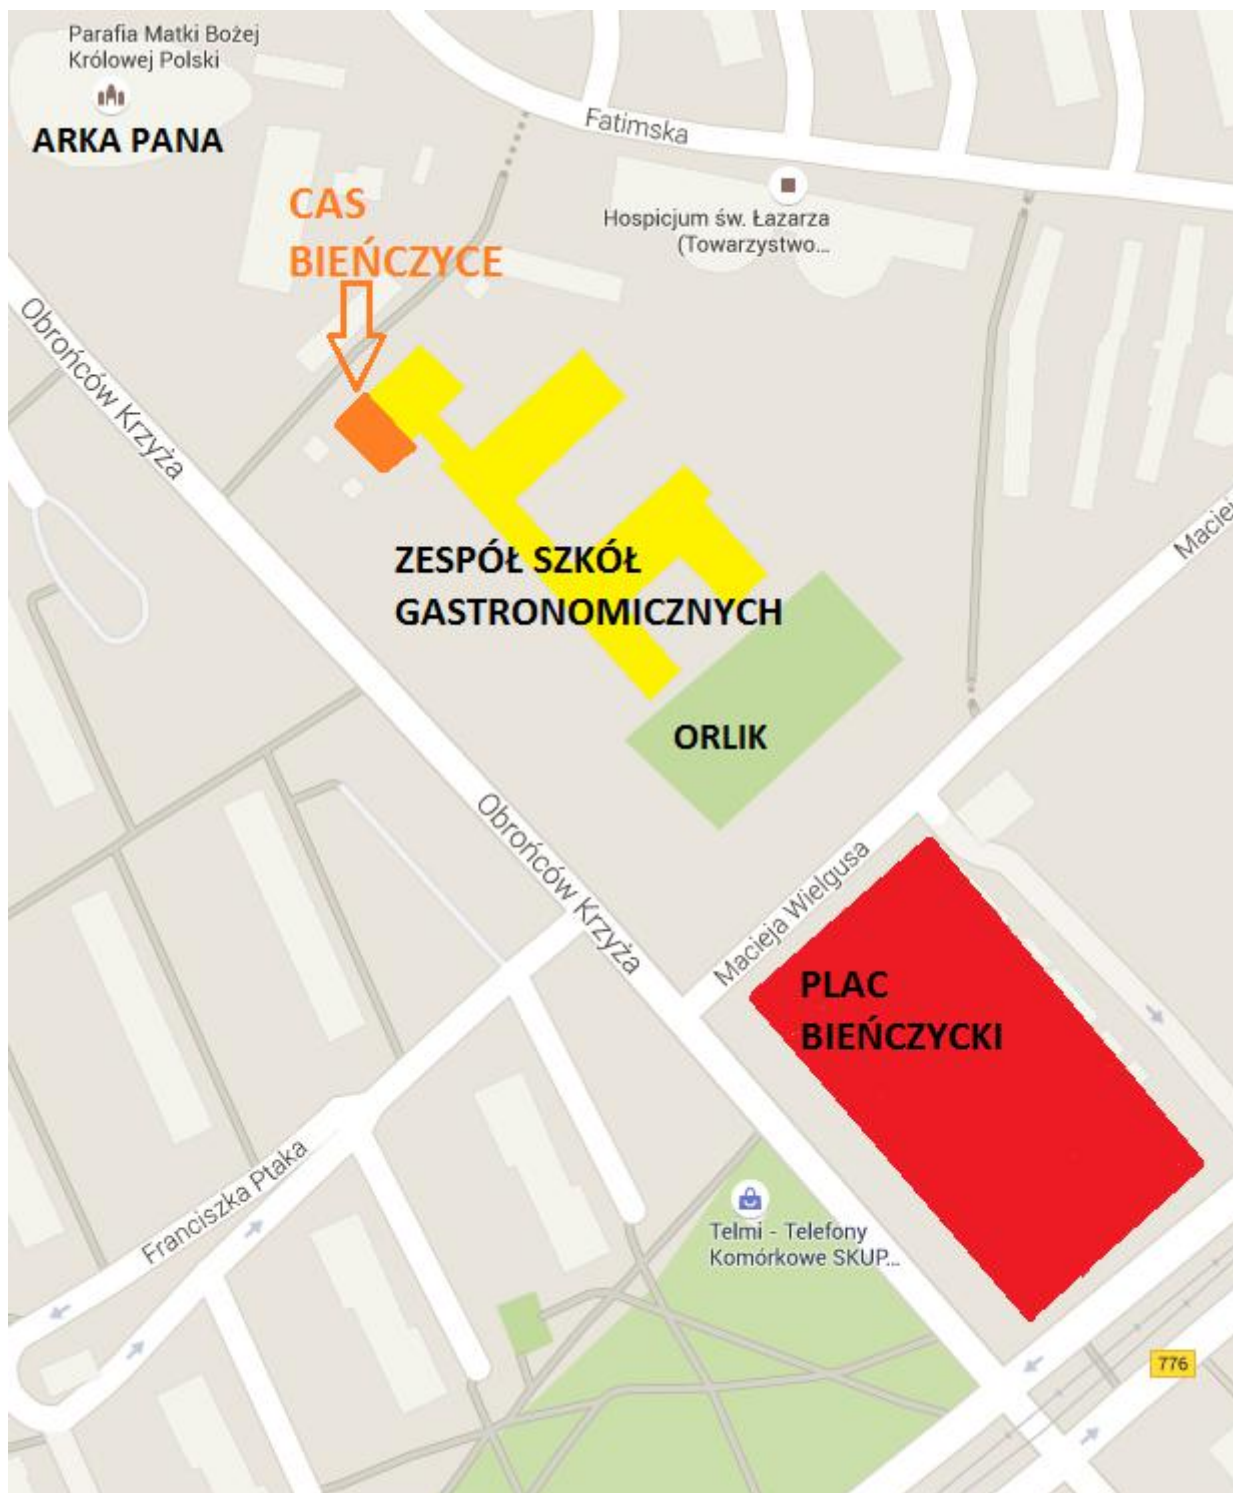 Parafia Matki Bożej
Królowej Polski
ARKA PANA
Fatimska
CAS
BIEŃCZYCE
Hospicjum św. Łazarza
(Towarzystwo...
Obrońców Krzyża
Maciej
ZESPÓŁ SZKÓŁ
GASTRONOMICZNYCH
ORLIK
Obrońców Krzyża
Macieja Wielgusa
PLAC
BIEŃCZYCKI
Franciszka Ptaka
Telmi - Telefony
Komórkowe SKUP...
776